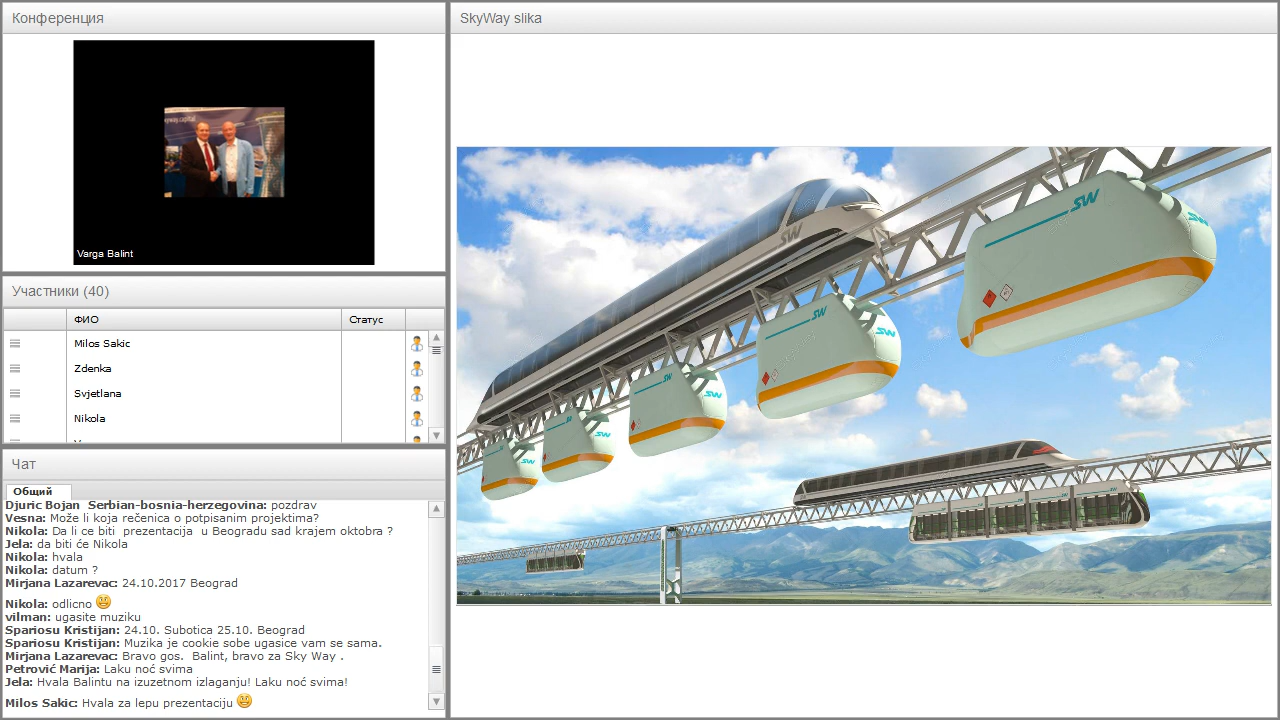 Конференция
Varga Balint
Участники (40)
ФИО Статус
Milos Sakic
Zdenka
Svjetlana
Nikola
Чат
Общий
Djuric Bojan Serbian-bosnia-herzegovina: pozdrav
Vesna: Može li koja rečenica o potpisanim projektima?
Nikola: Da li ce biti prezentacija u Beogradu sad krajem oktobra ?
Jela: da biti će Nikola
Nikola: hvala
Nikola: datum ?
Mirjana Lazarevac: 24.10.2017 Beograd
Nikola: odlicno
vilman: ugasite muziku
Spariosu Kristijan: 24.10. Subotica 25.10. Beograd
Spariosu Kristijan: Muzika je cookie sobe ugasice vam se sama.
Mirjana Lazarevac: Bravo gos. Balint, bravo za Sky Way .
Petrović Marija: Laku noć svima
Jela: Hvala Balintu na izuzetnom izlaganju! Laku noć svima!
Milos Sakic: Hvala za lepu prezentaciju
SkyWay slika
SW
SW
SW
SW
SW
SW
SW
SW